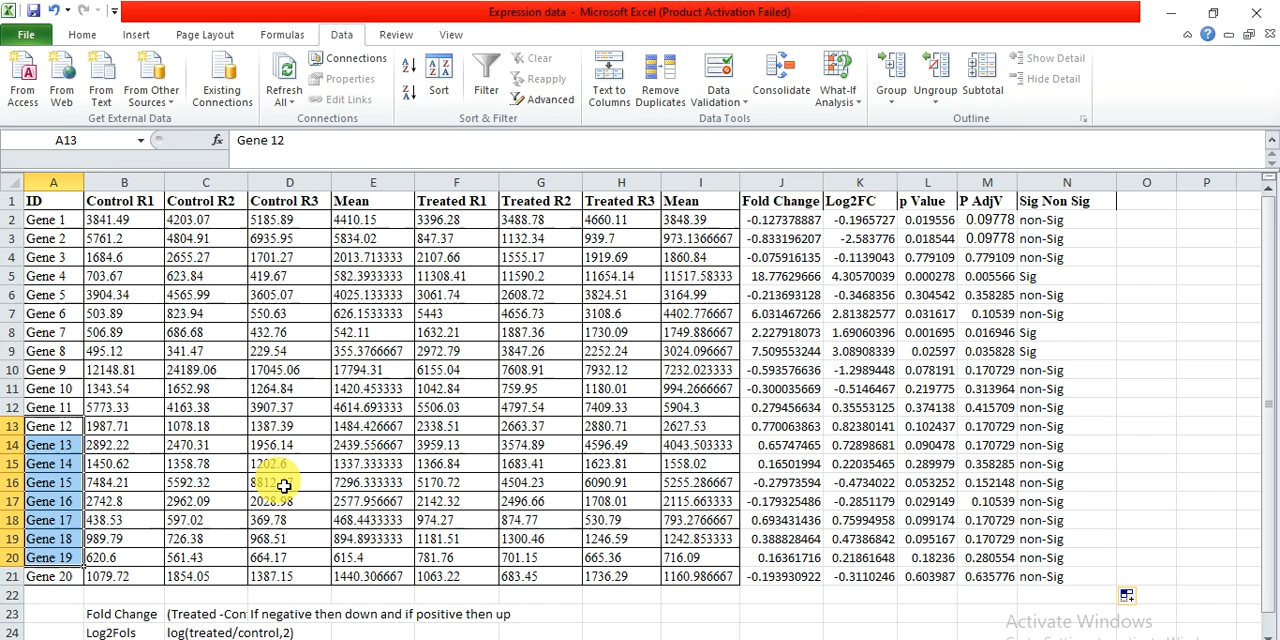 Expression data - Microsoft Excel (Product Activation Failed)
File Home Insert Page Layout Formulas Data Review View
From Access
From Web
From Text
From Other Sources
Existing Connections
Refresh All
Connections
Properties
Edit Links
Sort
Filter
Clear
Reapply
Advanced
Text to Columns
Remove Duplicates
Data Validation
Consolidate
What-If Analysis
Group
Ungroup
Subtotal
Show Detail
Hide Detail
Get External Data Connections Sort & Filter Data Tools Outline
A13 fx Gene 12
A B C D E F G H I J K L M N O P
1 ID Control R1 Control R2 Control R3 Mean Treated R1 Treated R2 Treated R3 Mean Fold Change Log2FC p Value P AdjV Sig Non Sig
2 Gene 1 3841.49 4203.07 5185.89 4410.15 3396.28 3488.78 4660.11 3848.39 -0.127378887 -0.1965727 0.019556 0.09778 non-Sig
3 Gene 2 5761.2 4804.91 6935.95 5834.02 847.37 1132.34 939.7 973.1366667 -0.833196207 -2.583776 0.018544 0.09778 non-Sig
4 Gene 3 1684.6 2655.27 1701.27 2013.713333 2107.66 1555.17 1919.69 1860.84 -0.075916135 -0.1139043 0.779109 0.779109 non-Sig
5 Gene 4 703.67 623.84 419.67 582.3933333 11308.41 11590.2 11654.14 11517.58333 18.77629666 4.30570039 0.000278 0.005566 Sig
6 Gene 5 3904.34 4565.99 3605.07 4025.133333 3061.74 2608.72 3824.51 3164.99 -0.213693128 -0.3468356 0.304542 0.358285 non-Sig
7 Gene 6 503.89 823.94 550.63 626.1533333 5443 4656.73 3108.6 4402.776667 6.031467266 2.81382577 0.031617 0.10539 non-Sig
8 Gene 7 506.89 686.68 432.76 542.11 1632.21 1887.36 1730.09 1749.886667 2.227918073 1.69060396 0.001695 0.016946 Sig
9 Gene 8 495.12 341.47 229.54 355.3766667 2972.79 3847.26 2252.24 3024.096667 7.509553244 3.08908339 0.02597 0.035828 Sig
10 Gene 9 12148.81 24189.06 17045.06 17794.31 6155.04 7608.91 7932.12 7232.023333 -0.593576636 -1.2989448 0.078191 0.170729 non-Sig
11 Gene 10 1343.54 1652.98 1264.84 1420.453333 1042.84 759.95 1180.01 994.2666667 -0.300035669 -0.5146467 0.219775 0.313964 non-Sig
12 Gene 11 5773.33 4163.38 3907.37 4614.693333 5506.03 4797.54 7409.33 5904.3 0.279456634 0.35553125 0.374138 0.415709 non-Sig
13 Gene 12 1987.71 1078.18 1387.39 1484.426667 2338.51 2663.37 2880.71 2627.53 0.770063863 0.82380141 0.102437 0.170729 non-Sig
14 Gene 13 2892.22 2470.31 1956.14 2439.556667 3959.13 3574.89 4596.49 4043.503333 0.65747465 0.72898681 0.090478 0.170729 non-Sig
15 Gene 14 1450.62 1358.78 1202.6 1337.333333 1366.84 1683.41 1623.81 1558.02 0.16501994 0.22035465 0.289979 0.358285 non-Sig
16 Gene 15 7484.21 5592.32 7296.333333 5170.72 4504.23 6090.91 5255.286667 -0.27973594 -0.4734022 0.053252 0.152148 non-Sig
17 Gene 16 2742.8 2962.09 2028.98 2577.956667 2142.32 2496.66 1708.01 2115.663333 -0.179325486 -0.2851179 0.029149 0.10539 non-Sig
18 Gene 17 438.53 597.02 369.78 468.4433333 974.27 874.77 530.79 793.2766667 0.693431436 0.75994958 0.099174 0.170729 non-Sig
19 Gene 18 989.79 726.38 968.51 894.8933333 1181.51 1300.46 1246.59 1242.853333 0.388828464 0.47386842 0.095167 0.170729 non-Sig
20 Gene 19 620.6 561.43 664.17 615.4 781.76 701.15 665.36 716.09 0.16361716 0.21861648 0.18236 0.280554 non-Sig
21 Gene 20 1079.72 1854.05 1387.15 1440.306667 1063.22 683.45 1736.29 1160.986667 -0.193930922 -0.3110246 0.603987 0.635776 non-Sig
22
23 Fold Change (Treated -Con If negative then down and if positive then up
24 Log2Fols log(treated/control,2)
Activate Windows